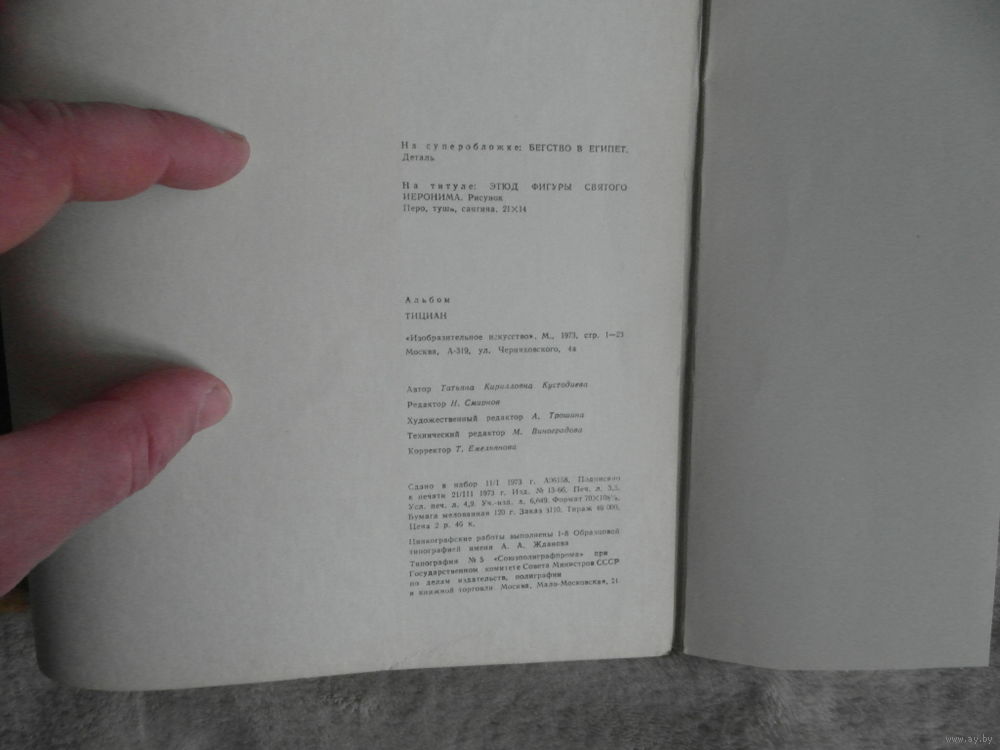 На суперобложке: БЕГСТВО В ЕГИПЕТ.
Деталь
На титуле: ЭТЮД ФИГУРЫ СВЯТОГО
ИЕРОНИМА. Рисунок
Перо, тушь, сангина. 21×14
Альбом
ТИЦИАН
«Изобразительное искусство». М., 1973, стр. 1—23
Москва, А-319, ул. Черняховского, 4а
Автор Татьяна Кирилловна Кустодиева
Редактор Н. Смирнов
Художественный редактор А. Трошина
Технический редактор М. Виноградова
Корректор Т. Емельянова
Сдано в набор 11/I 1973 г. Подписано
к печати 21/III 1973 г. Изд. № 13-66. Печ. л. 3,5.
Усл. печ. л. 4,9. Уч.-изд. л. 6,649. Формат
Бумага мелованная 120 г. Заказ Тираж 40 000.
Цена 2 р. 46 к.
Цинкографские работы выполнены 1-й Образцовой
типографией имени А. А. Жданова
Типография № 5 «Союзполиграфпрома» при
Государственном комитете Совета Министров СССР
по делам издательств, полиграфии
и книжной торговли. Москва, Мало-Московская, 21
www.ay.by